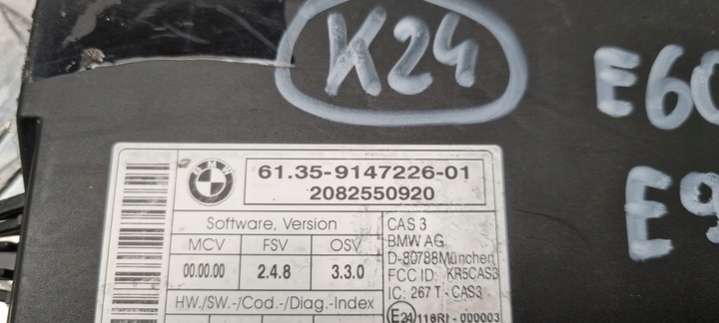 K24
E60
E9
BMW
61.35-9147226-01
2082550920
Software, Version
MCV FSV OSV
00.00.00 2.4.8 3.3.0
HW./SW.-/Cod.-/Diag.-Index
CAS 3
BMW AG
D-80788München
FCC ID: KR5CAS3
IC: 267 T - CAS3
E24 116RI - 000003